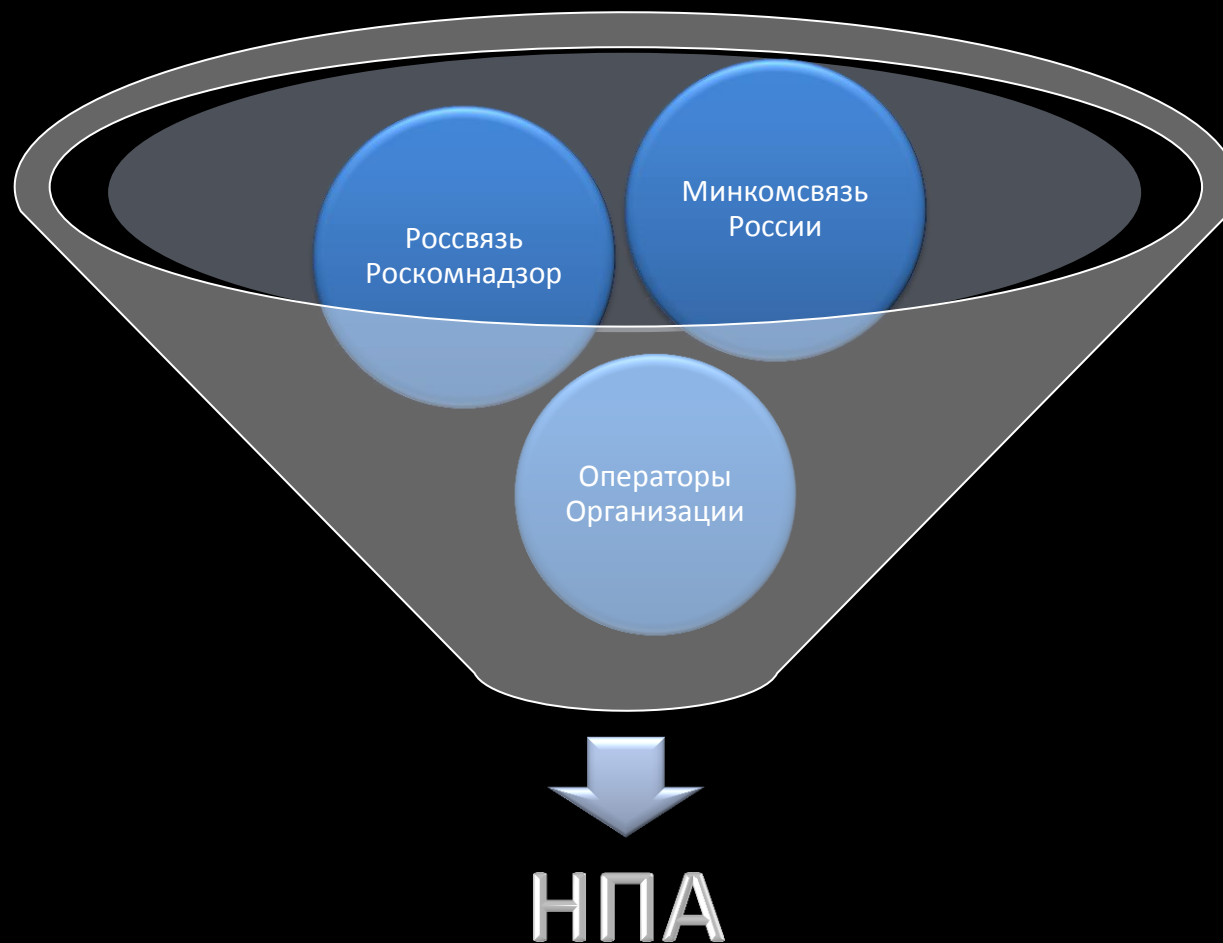 Минкомсвязь
России
Россвязь
Роскомнадзор
Операторы
Организации
НПА